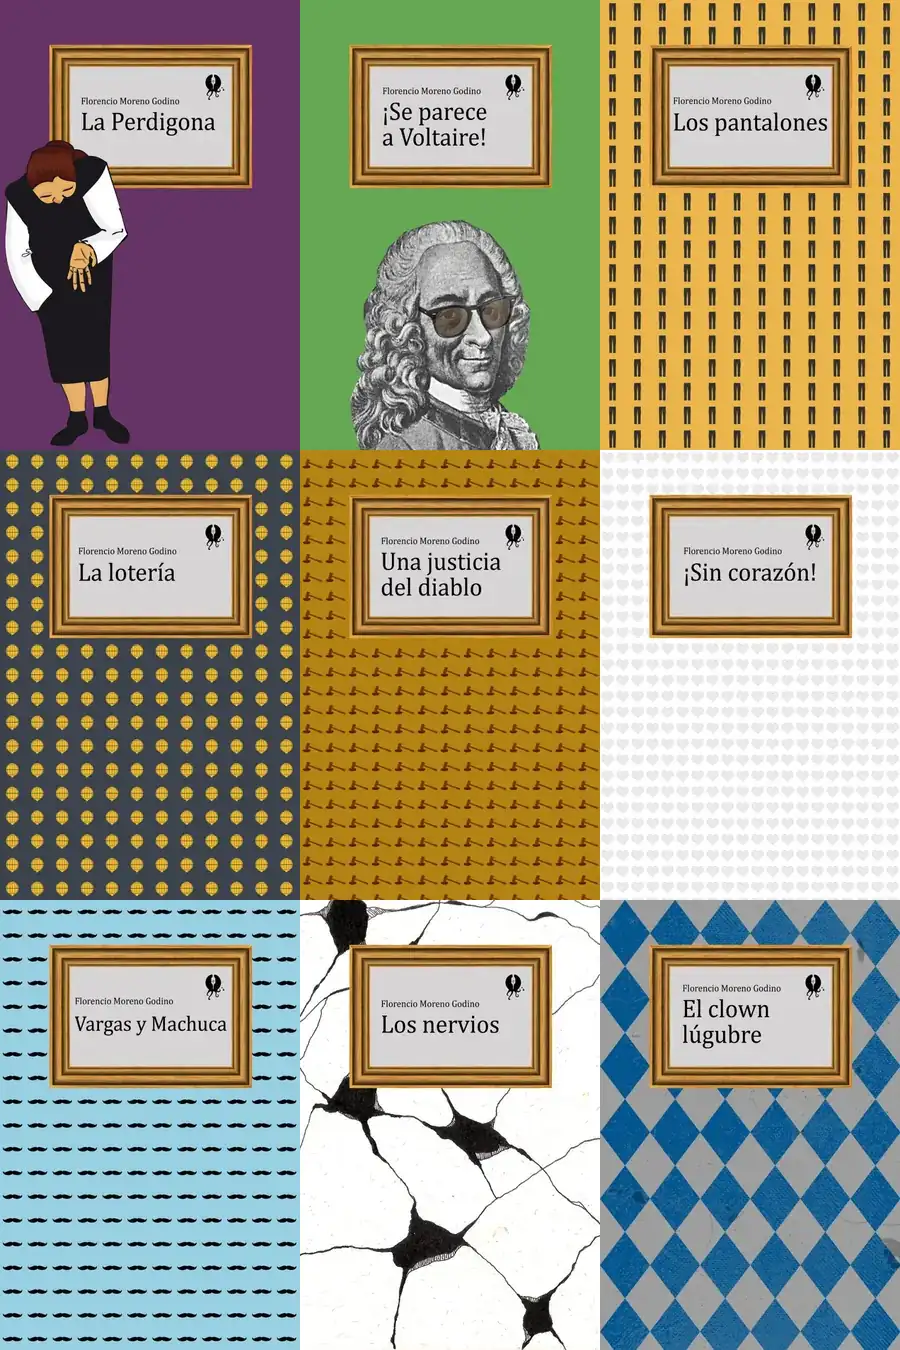 Florencio Moreno Godino
La Perdigona
Florencio Moreno Godino
¡Se parece
a Voltaire!
Florencio Moreno Godino
Los pantalones
Florencio Moreno Godino
La lotería
Florencio Moreno Godino
Una justicia
del diablo
Florencio Moreno Godino
¡Sin corazón!
Florencio Moreno Godino
Vargas y Machuca
Florencio Moreno Godino
Los nervios
Florencio Moreno Godino
El clown
lúgubre